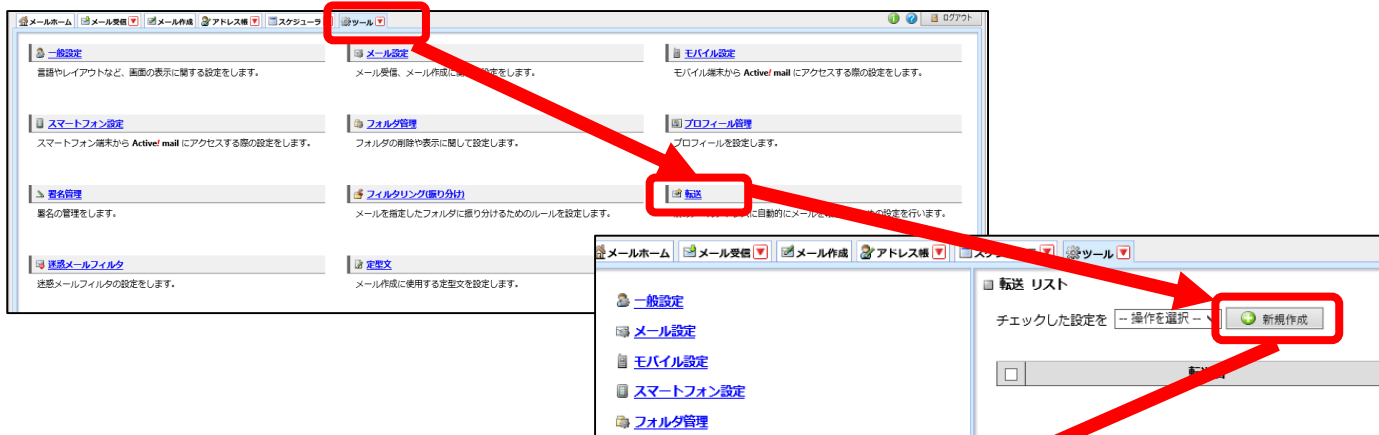 メールホーム メール受信 メール作成 アドレス帳 スケジューラ ツール ログアウト
一般設定 メール設定 モバイル設定
言語やレイアウトなど、画面の表示に関する設定をします。 メール受信、メール作成に 設定をします。 モバイル端末から Active! mail にアクセスする際の設定をします。
スマートフォン設定 フォルダ管理 プロフィール管理
スマートフォン端末から Active! mail にアクセスする際の設定をします。 フォルダの削除や表示に関して設定します。 プロフィールを設定します。
署名管理 フィルタリング(振り分け) 転送
署名の管理をします。 メールを指定したフォルダに振り分けるためのルールを設定します。 に自動的にメールを の設定を行います。
迷惑メールフィルタ 定型文
迷惑メールフィルタの設定をします。 メール作成に使用する定型文を設定します。
メールホーム メール受信 メール作成 アドレス帳 ツール
一般設定
メール設定
モバイル設定
スマートフォン設定
フォルダ管理
転送 リスト
チェックした設定を -- 操作を選択 -- 新規作成